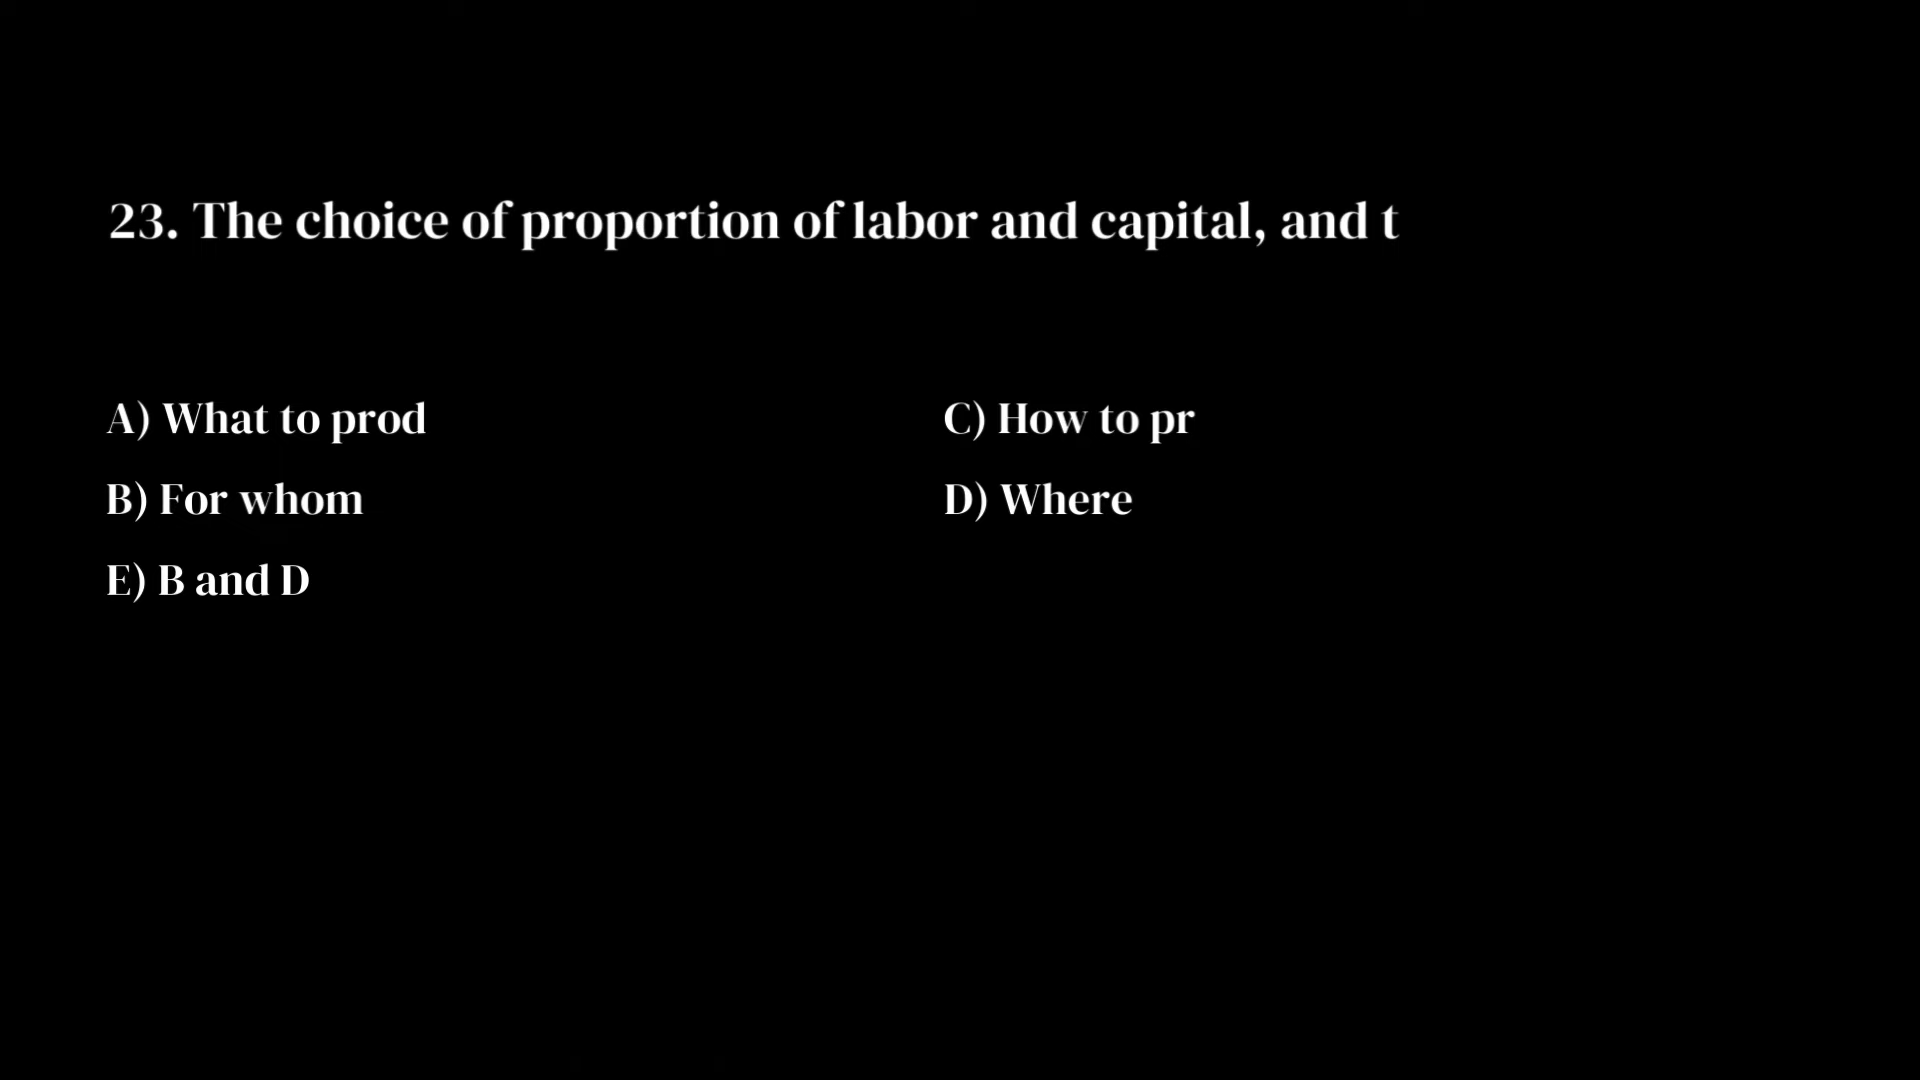 23. The choice of proportion of labor and capital, and t
A) What to prod
B) For whom
E) B and D
C) How to pr
D) Where